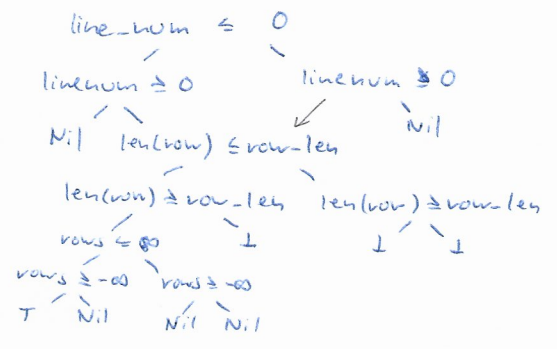 line_num ≤ 0
linenum ≥ 0 linenum ≥ 0
Nil len(row) ≤ row_len Nil
len(row) ≥ row_len len(row) ≥ row_len
rows ≤ ∞ ⊥ ⊥ ⊥
rows ≥ -∞ rows ≥ -∞
T Nil Nil Nil